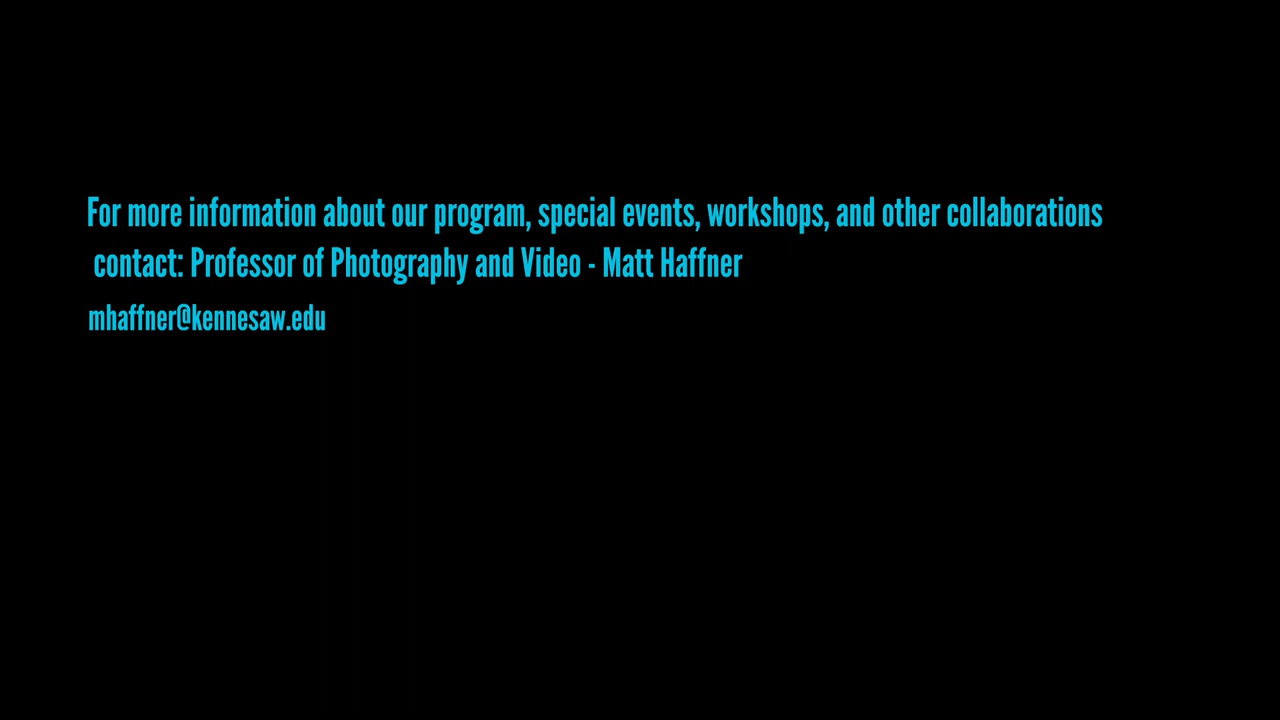 For more information about our program, special events, workshops, and other collaborations
contact: Professor of Photography and Video - Matt Haffner
mhaffner@kennesaw.edu